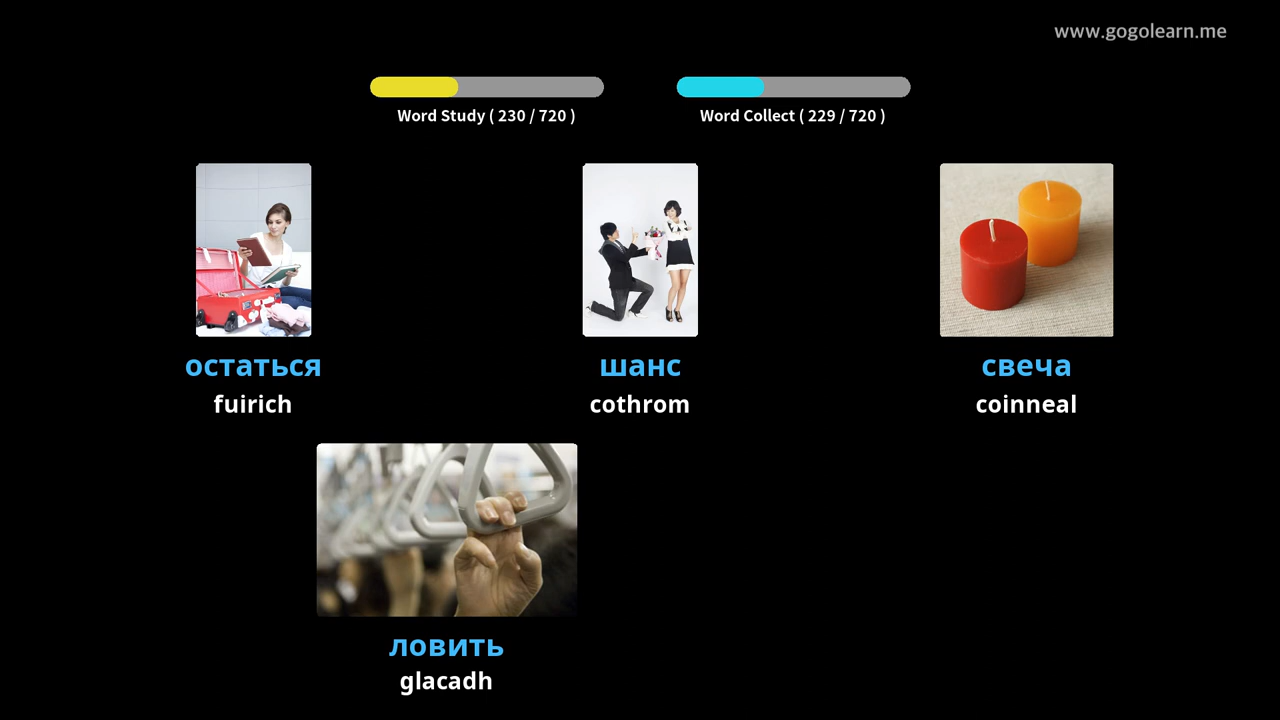 www.gogolearn.me
Word Study ( 230 / 720 )
Word Collect ( 229 / 720 )
остаться
fuirich
шанс
cothrom
свеча
coinneal
ловить
glacadh